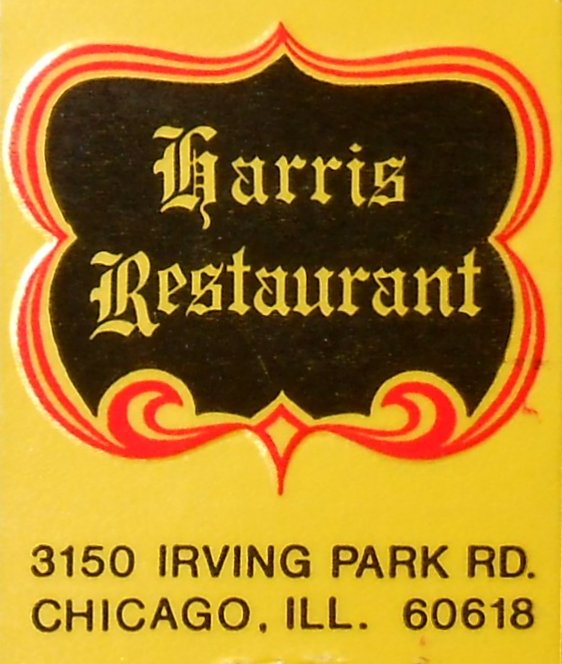 Harris
Restaurant
3150 IRVING PARK RD.
CHICAGO, ILL. 60618